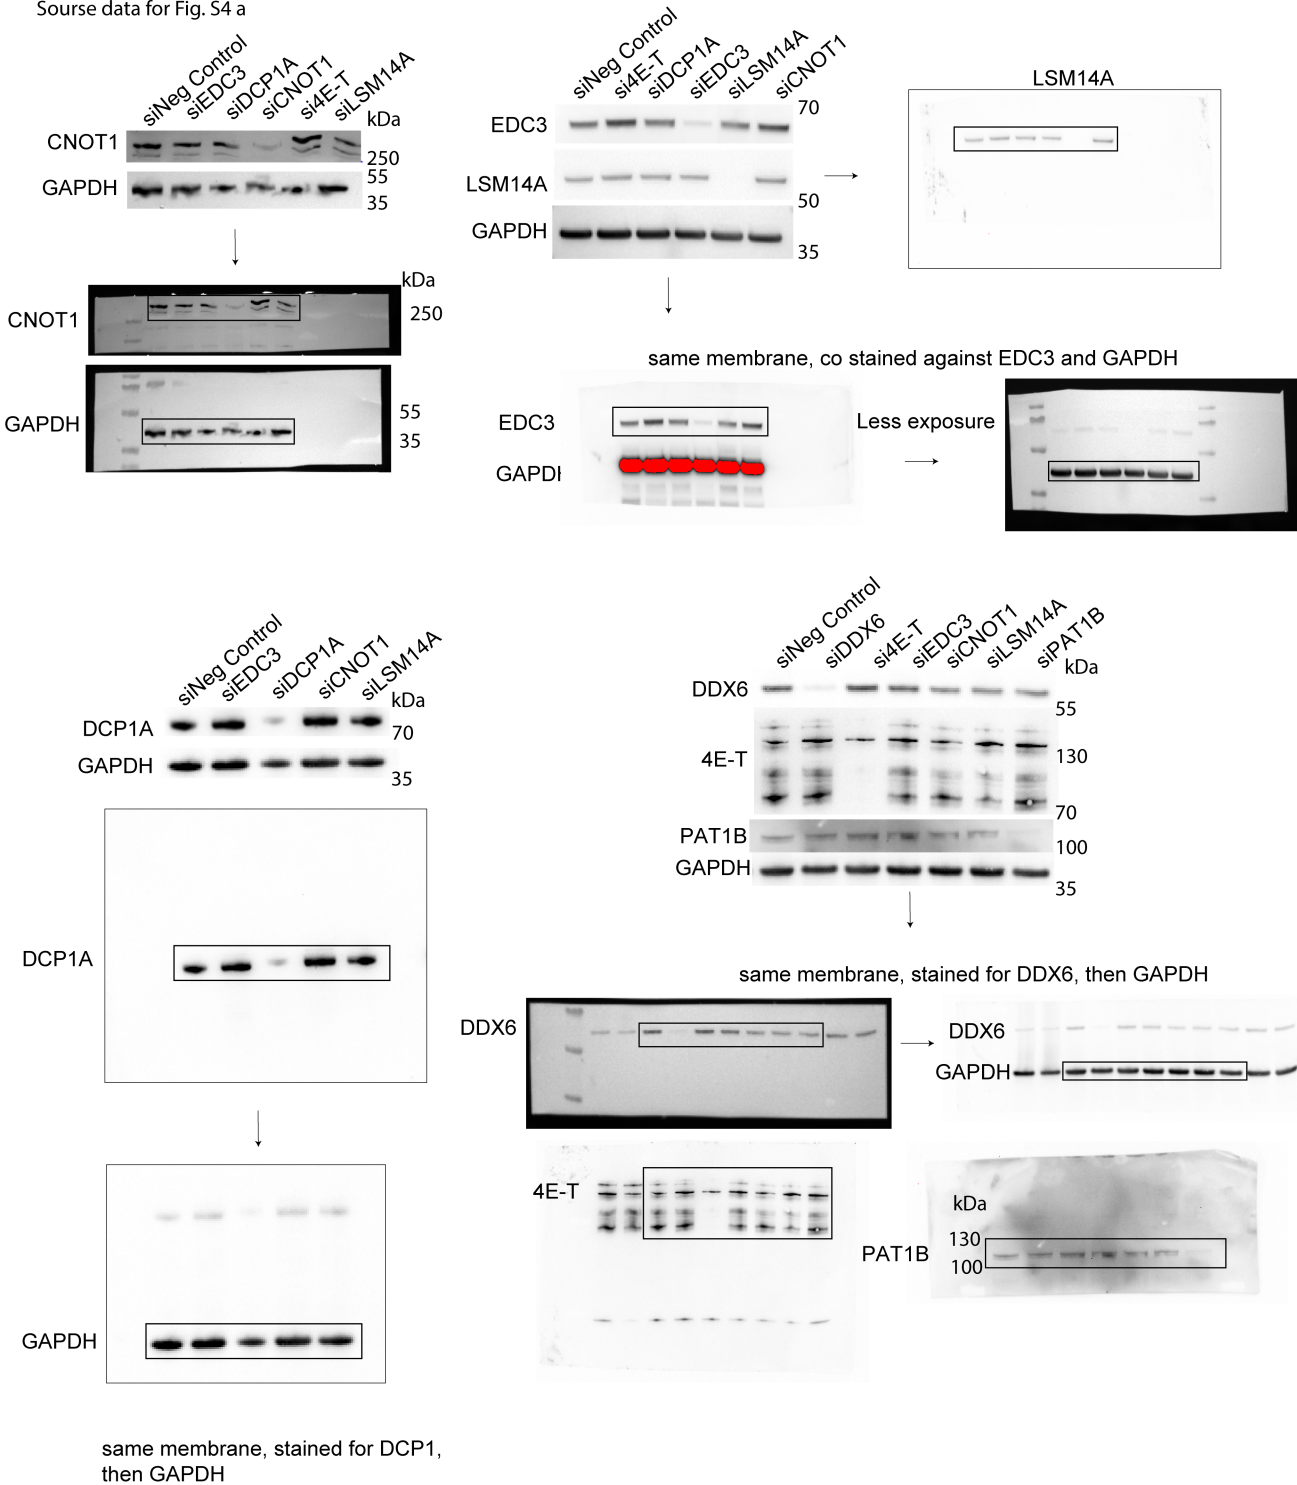 Sourse data for Fig. S4 a
siNeg Control
siEDC3
siDCP1A
siCNOT1
si4E-T
siLSM14A
kDa
CNOT1
250
55
GAPDH
35
kDa
CNOT1
250
GAPDH
55
35
siNeg Control
si4E-T
siDCP1A
siEDC3
siLSM14A
siCNOT1
70
EDC3
LSM14A
50
GAPDH
35
LSM14A
same membrane, co stained against EDC3 and GAPDH
EDC3
Less exposure
GAPDH
siNeg Control
siEDC3
siDCP1A
siCNOT1
siLSM14A
kDa
DCP1A
70
GAPDH
35
DCP1A
GAPDH
same membrane, stained for DCP1,
then GAPDH
siNeg Control
siDDX6
si4E-T
siEDC3
siCNOT1
siLSM14A
siPAT1B
kDa
DDX6
55
4E-T
130
70
PAT1B
100
GAPDH
35
same membrane, stained for DDX6, then GAPDH
DDX6
DDX6
GAPDH
4E-T
kDa
130
PAT1B
100